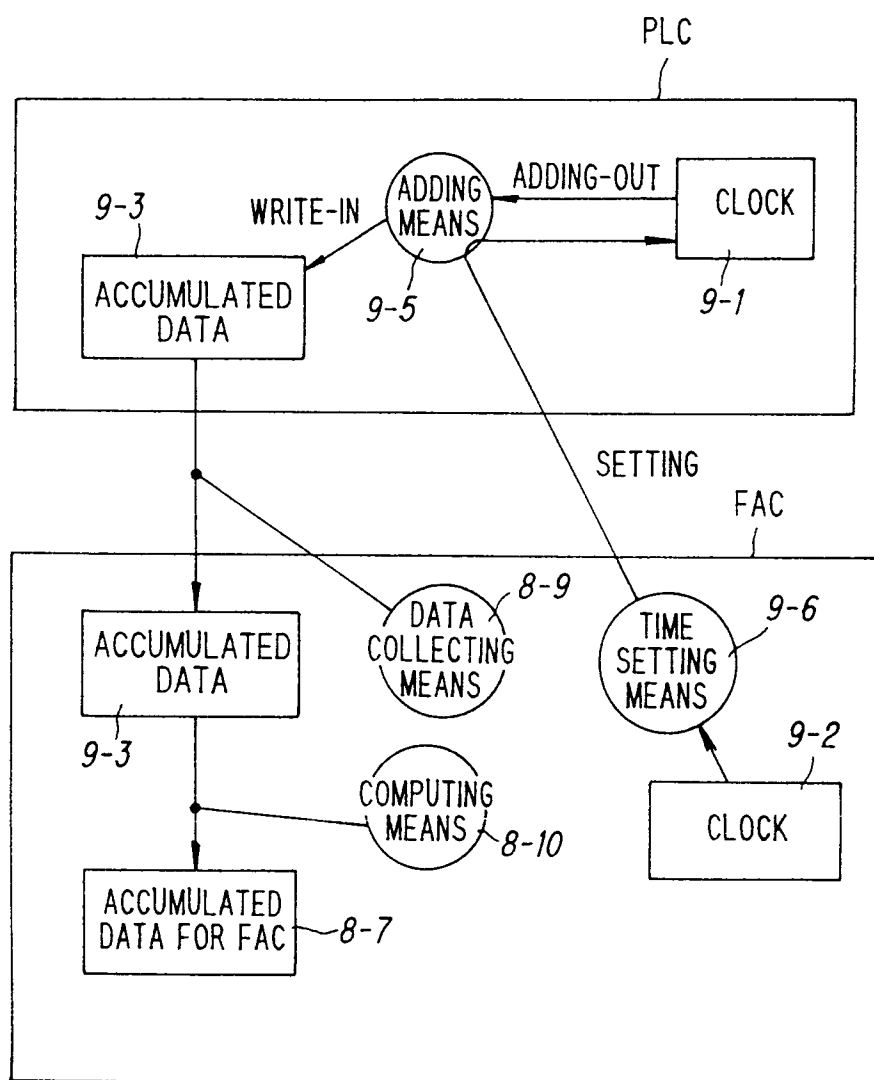 PLC
9-3
WRITE-IN
ADDING
MEANS
ADDING-OUT
CLOCK
9-5
9-1
ACCUMULATED
DATA
SETTING
FAC
8-9
ACCUMULATED
DATA
9-3
DATA
COLLECTING
MEANS
TIME
SETTING
MEANS
9-6
9-2
COMPUTING
MEANS
8-10
CLOCK
ACCUMULATED
DATA FOR FAC
8-7